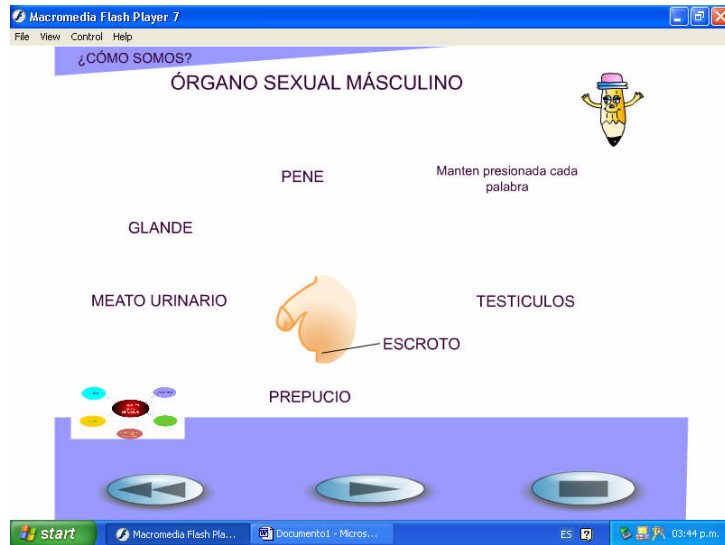 Macromedia Flash Player 7
File View Control Help
¿CÓMO SOMOS?
ÓRGANO SEXUAL MÁSCULINO
PENE
Manten presionada cada
palabra
GLANDE
MEATO URINARIO
TESTICULOS
ESCROTO
PREPUCIO
start
Macromedia Flash Pla...
Documento1 - Micros...
ES
03:44 p.m.